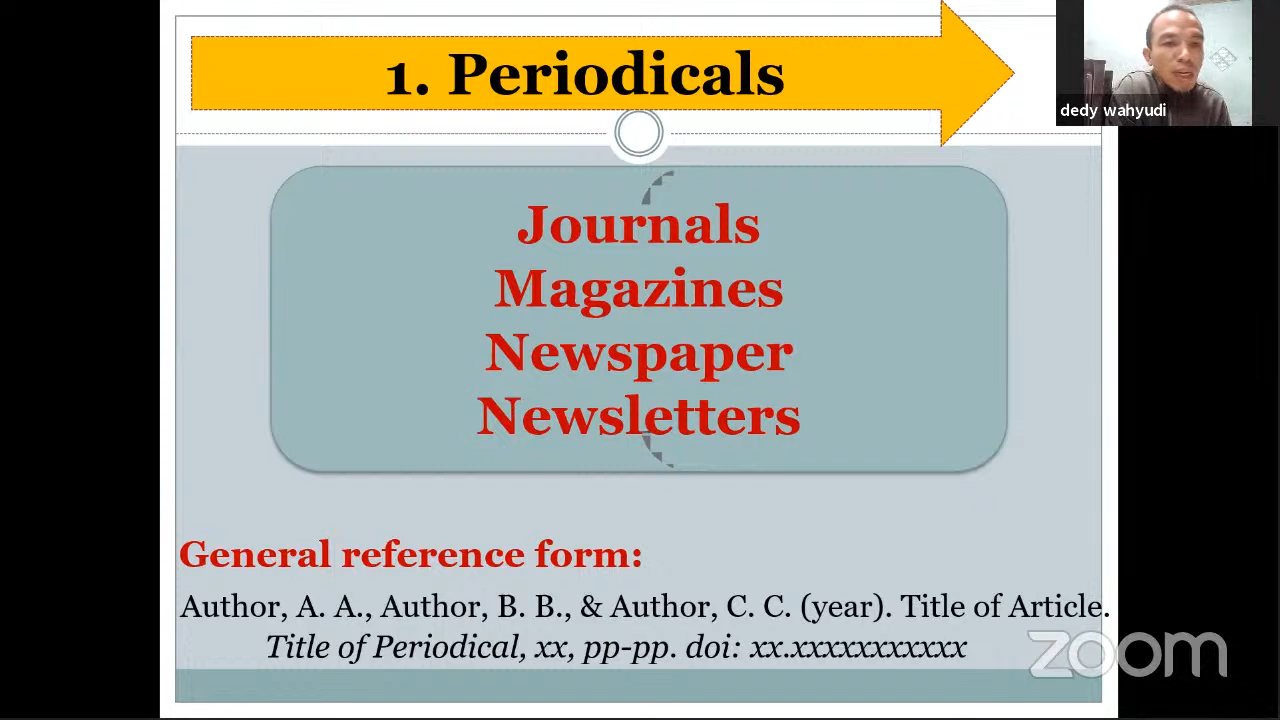 1. Periodicals
dedy wahyudi
Journals
Magazines
Newspaper
Newsletters
General reference form:
Author, A. A., Author, B. B., & Author, C. C. (year). Title of Article.
Title of Periodical, xx, pp-pp. doi: xx.xxxxxxxxxxxx
zoom